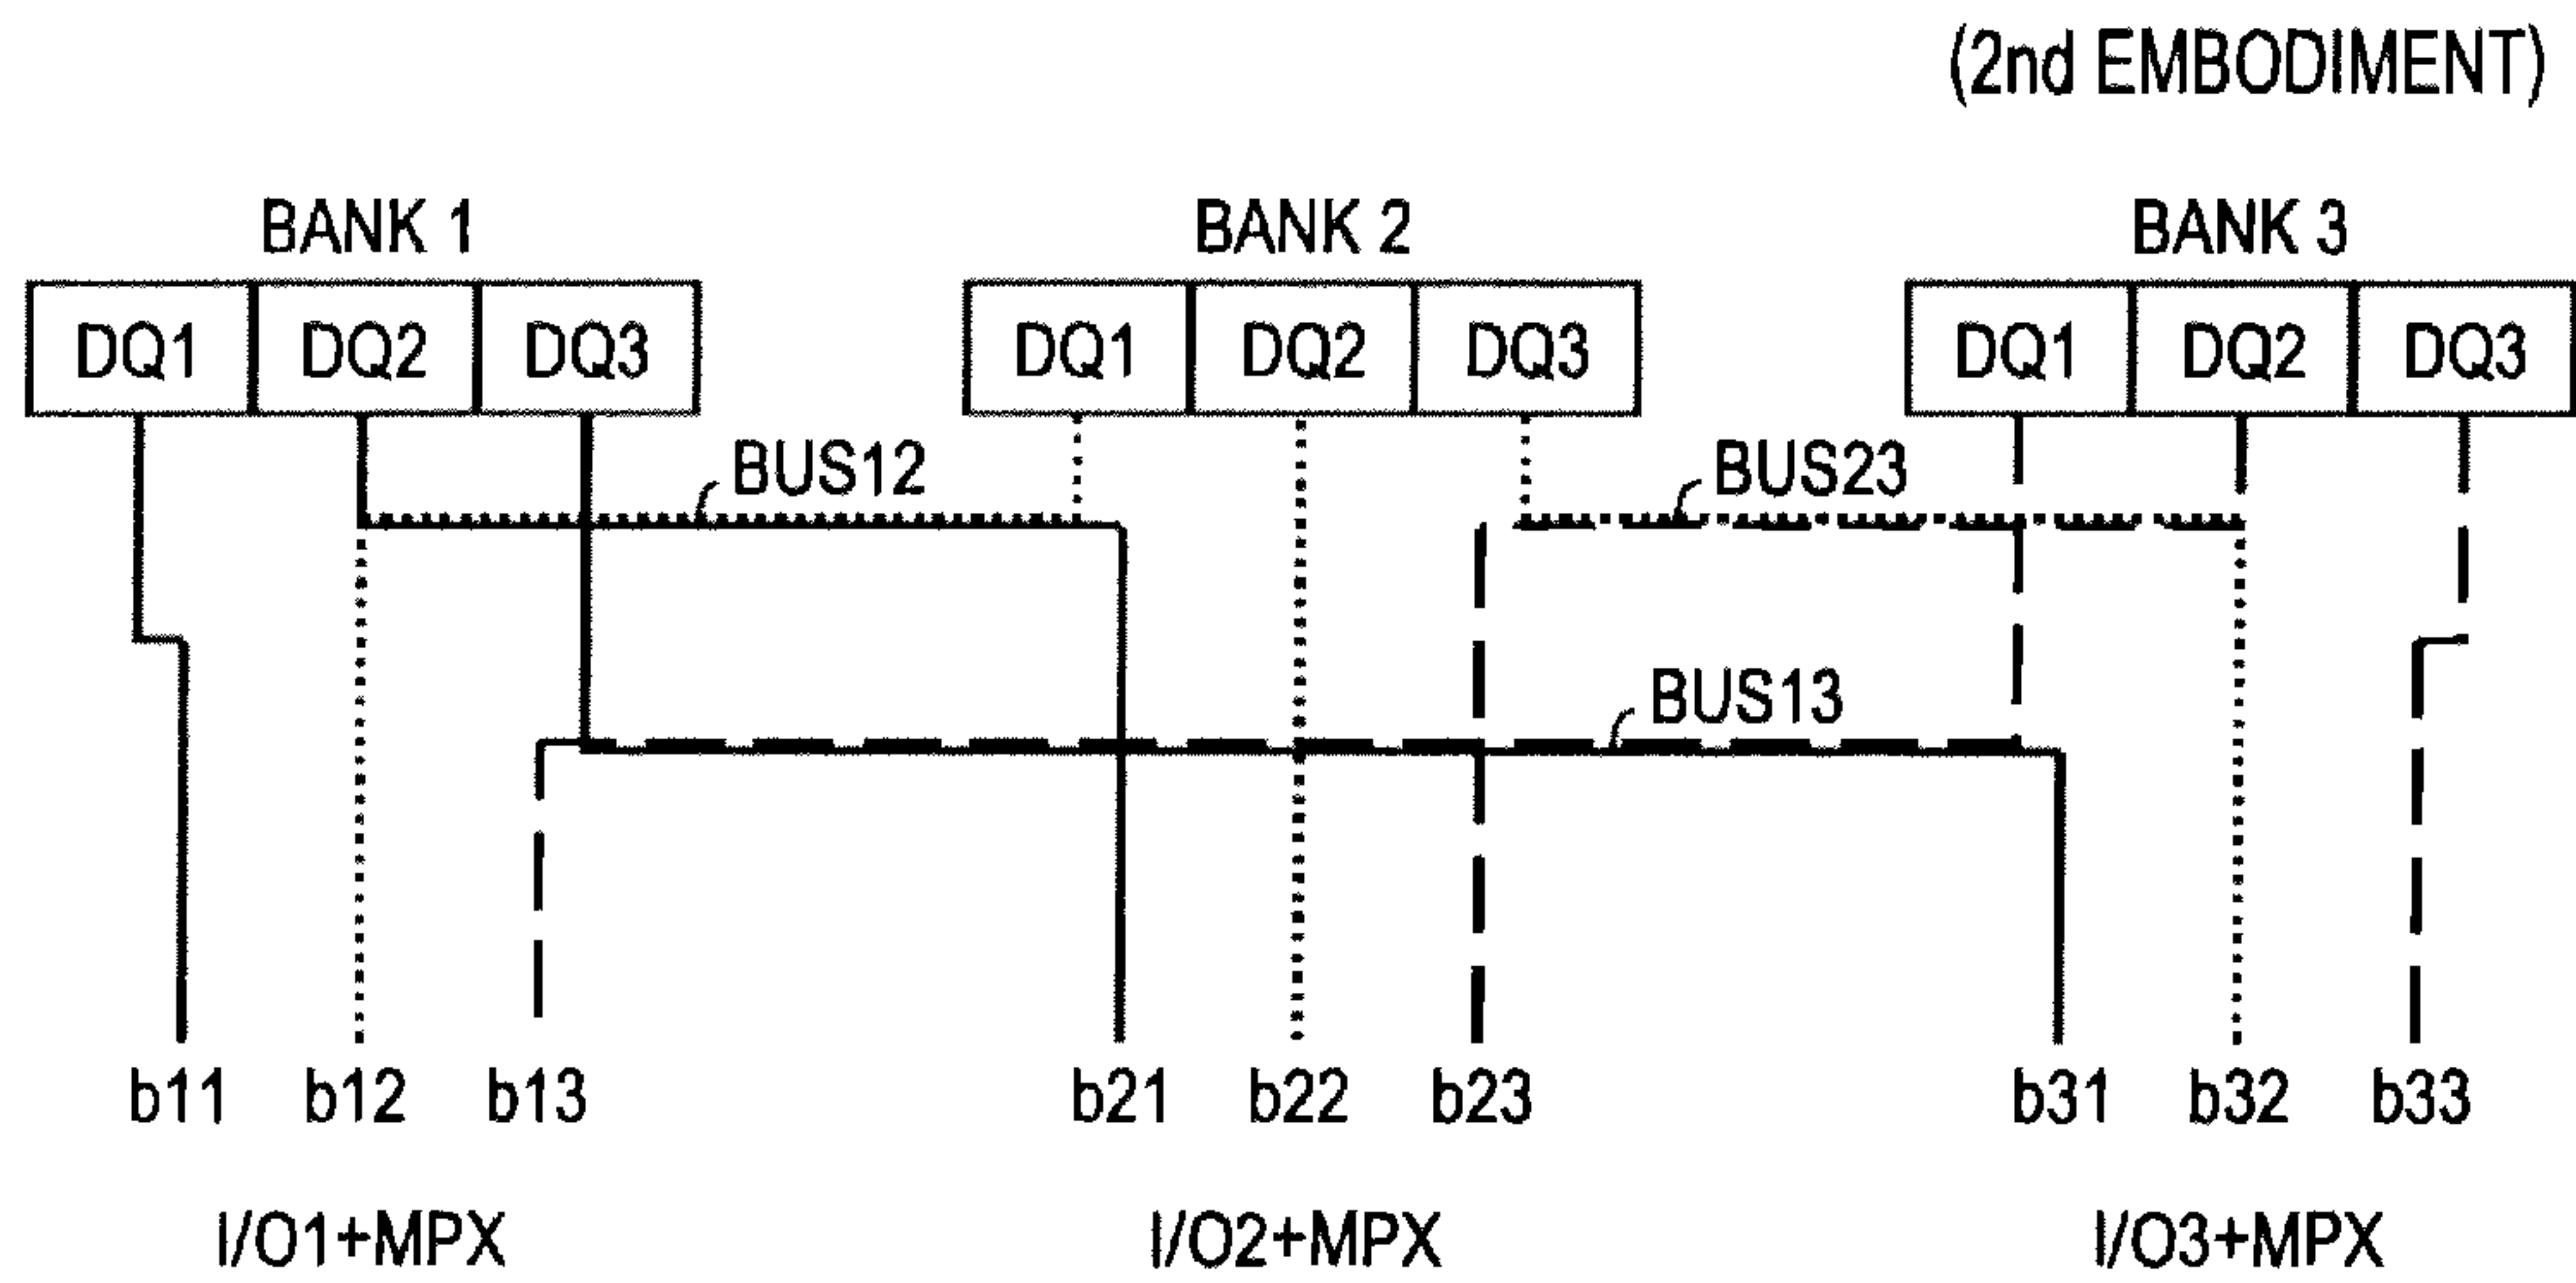 (2nd EMBODIMENT)
BANK 1 BANK 2 BANK 3
DQ1 DQ2 DQ3 DQ1 DQ2 DQ3 DQ1 DQ2 DQ3
BUS12 BUS23
BUS13
b11 b12 b13 b21 b22 b23 b31 b32 b33
I/O1+MPX I/O2+MPX I/O3+MPX